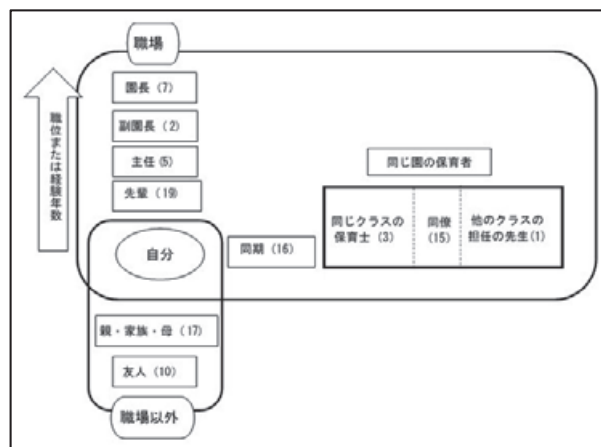 職場
園長（7）
副園長（2）
主任（5）
先輩（19）
職位または経験年数
同じ園の保育者
同じクラスの
保育士（3）
同僚
（15）
他のクラスの
担任の先生（1）
自分
同期（16）
親・家族・母（17）
友人（10）
職場以外